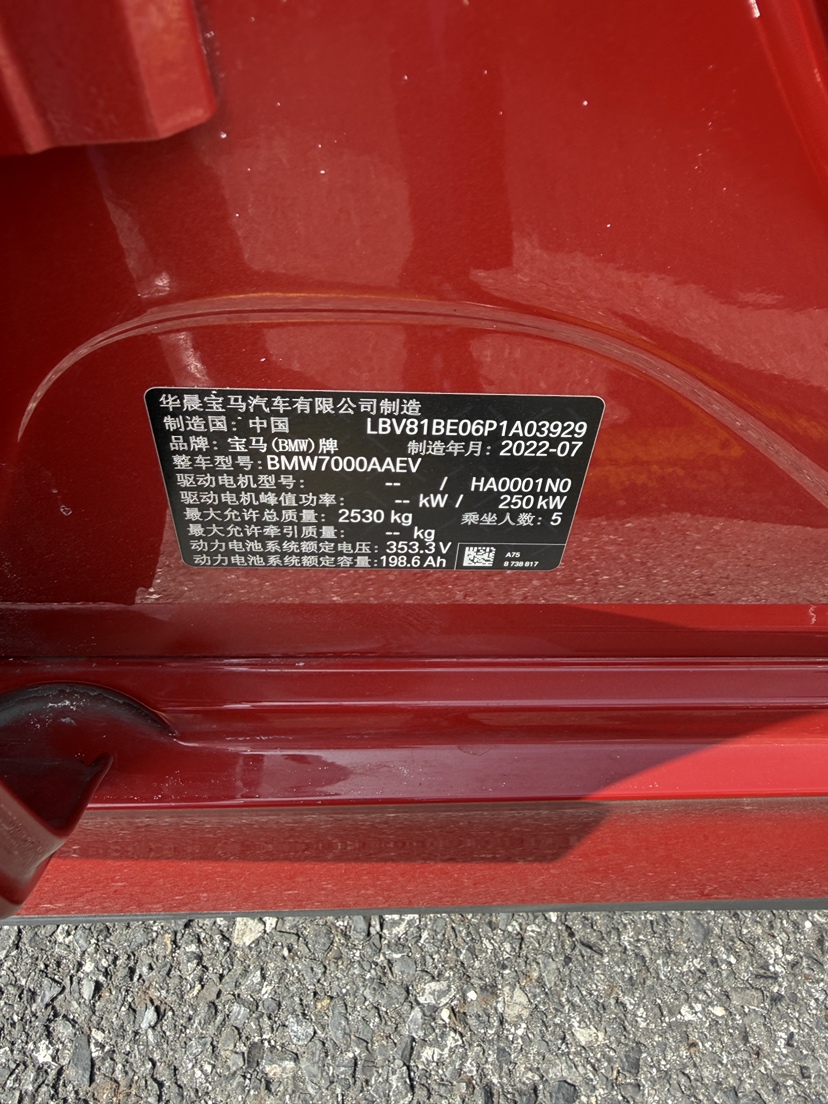 华晨宝马汽车有限公司制造
制造国: 中国 LBV81BE06P1A03929
品牌: 宝马(BMW)牌 制造年月: 2022-07
整车型号: BMW7000AAEV
驱动电机型号: -- / HA0001N0
驱动电机峰值功率: -- kW / 250 kW
最大允许总质量: 2530 kg 乘坐人数: 5
最大允许牵引质量: -- kg
动力电池系统额定电压: 353.3 V
动力电池系统额定容量: 198.6 Ah
A75
8 738 817